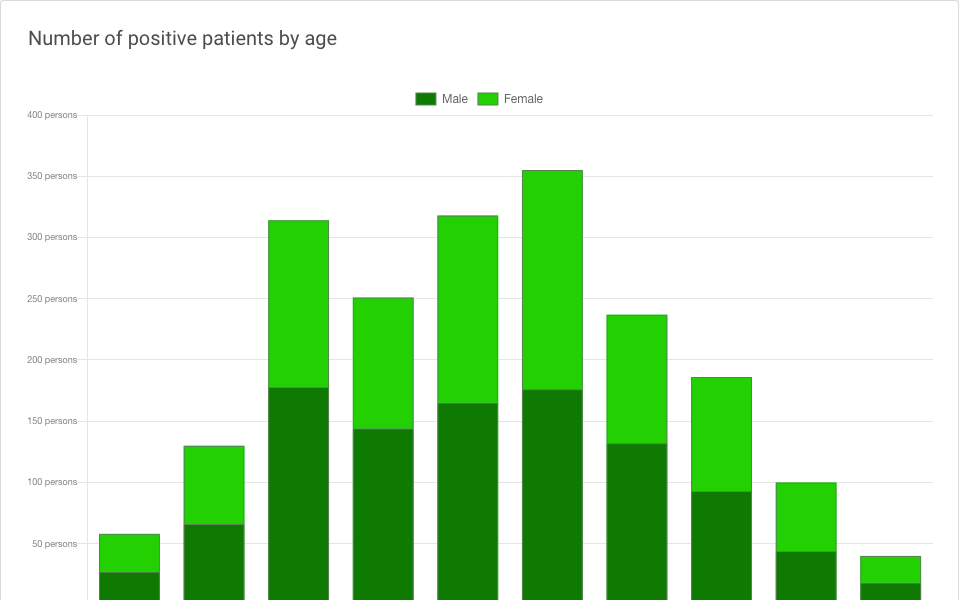 Number of positive patients by age
Male Female
400 persons
350 persons
300 persons
250 persons
200 persons
150 persons
100 persons
50 persons